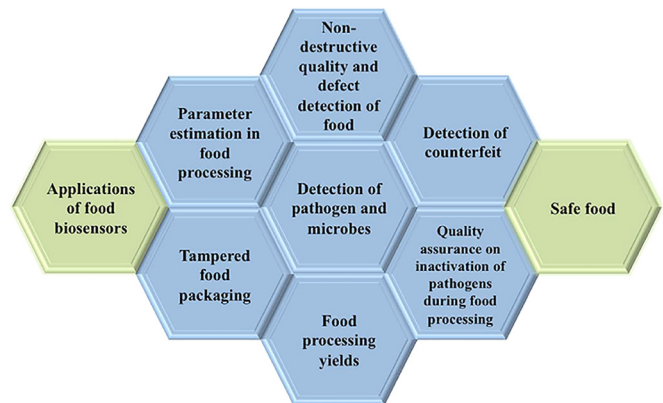 Non-
destructive
quality and
defect
detection of
food
Parameter
estimation in
food
processing
Detection of
counterfeit
Applications
of food
biosensors
Detection of
pathogen and
microbes
Safe food
Tampered
food
packaging
Quality
assurance on
inactivation of
pathogens
during food
processing
Food
processing
yields